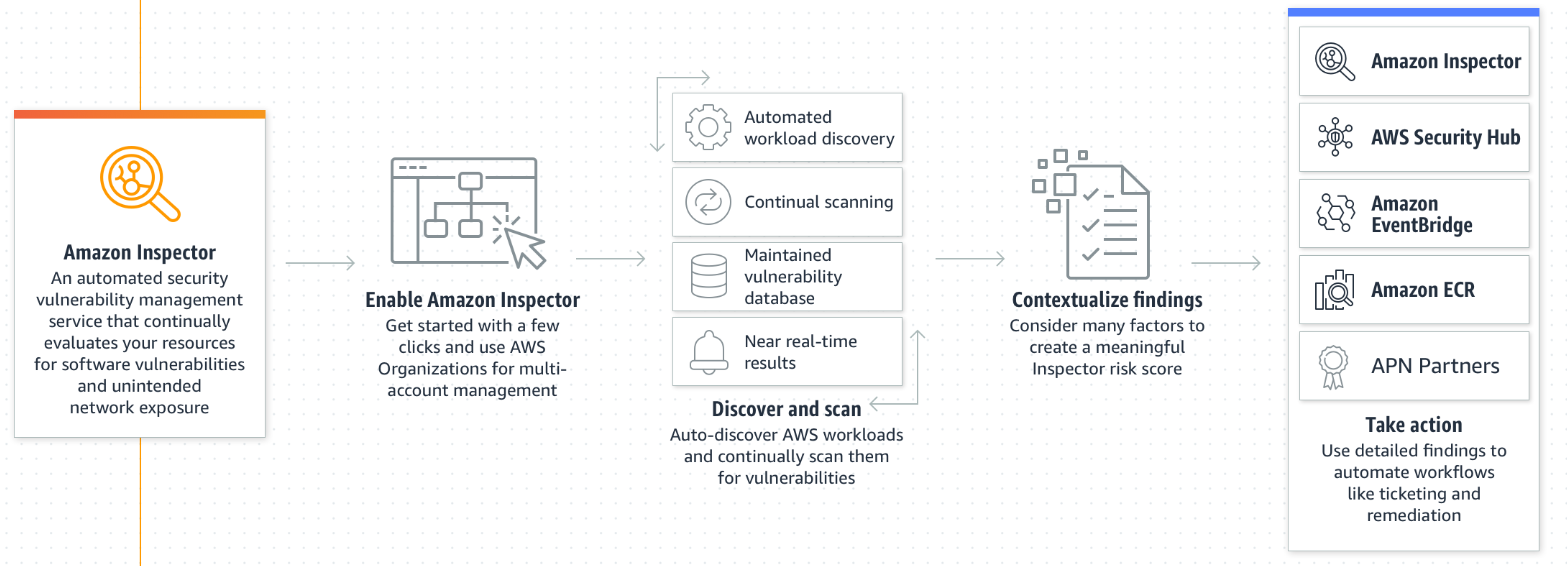 Amazon Inspector
An automated security
vulnerability management
service that continually
evaluates your resources
for software vulnerabilities
and unintended
network exposure
Enable Amazon Inspector
Get started with a few
clicks and use AWS
Organizations for multi-
account management
Automated
workload discovery
Continual scanning
Maintained
vulnerability
database
Near real-time
results
Discover and scan
Auto-discover AWS workloads
and continually scan them
for vulnerabilities
Contextualize findings
Consider many factors to
create a meaningful
Inspector risk score
Amazon Inspector
AWS Security Hub
Amazon
EventBridge
Amazon ECR
APN Partners
Take action
Use detailed findings to
automate workflows
like ticketing and
remediation